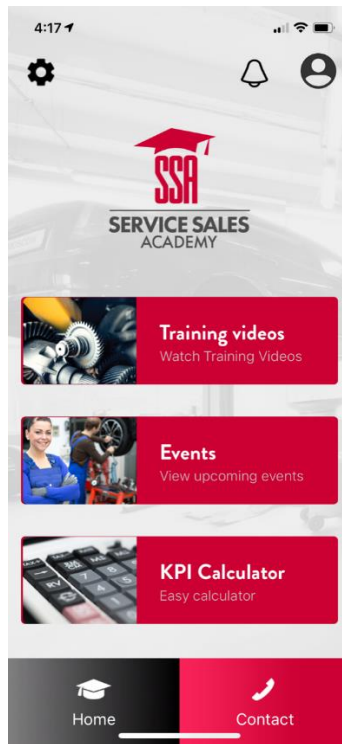 4:17
SSA
SERVICE SALES
ACADEMY
Training videos
Watch Training Videos
Events
View upcoming events
KPI Calculator
Easy calculator
Home
Contact